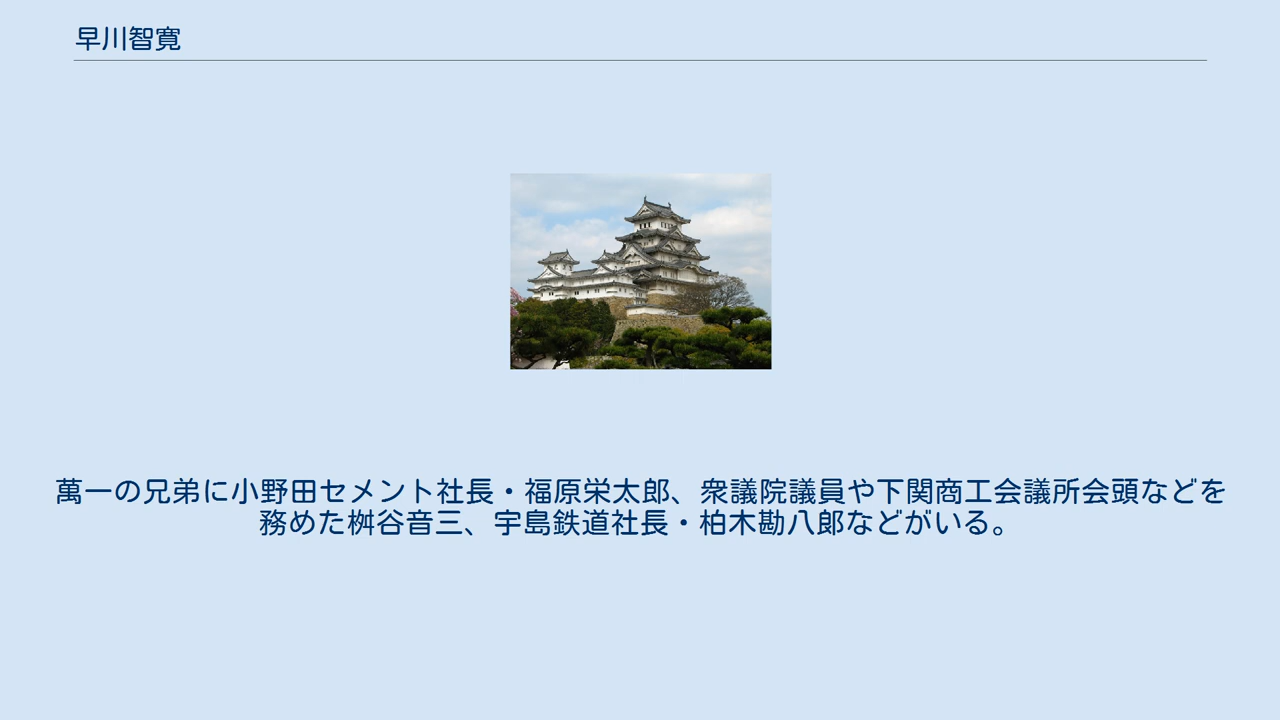 早川智寛
萬一の兄弟に小野田セメント社長・福原栄太郎、衆議院議員や下関商工会議所会頭などを
務めた桝谷音三、宇島鉄道社長・柏木勘八郎などがいる。